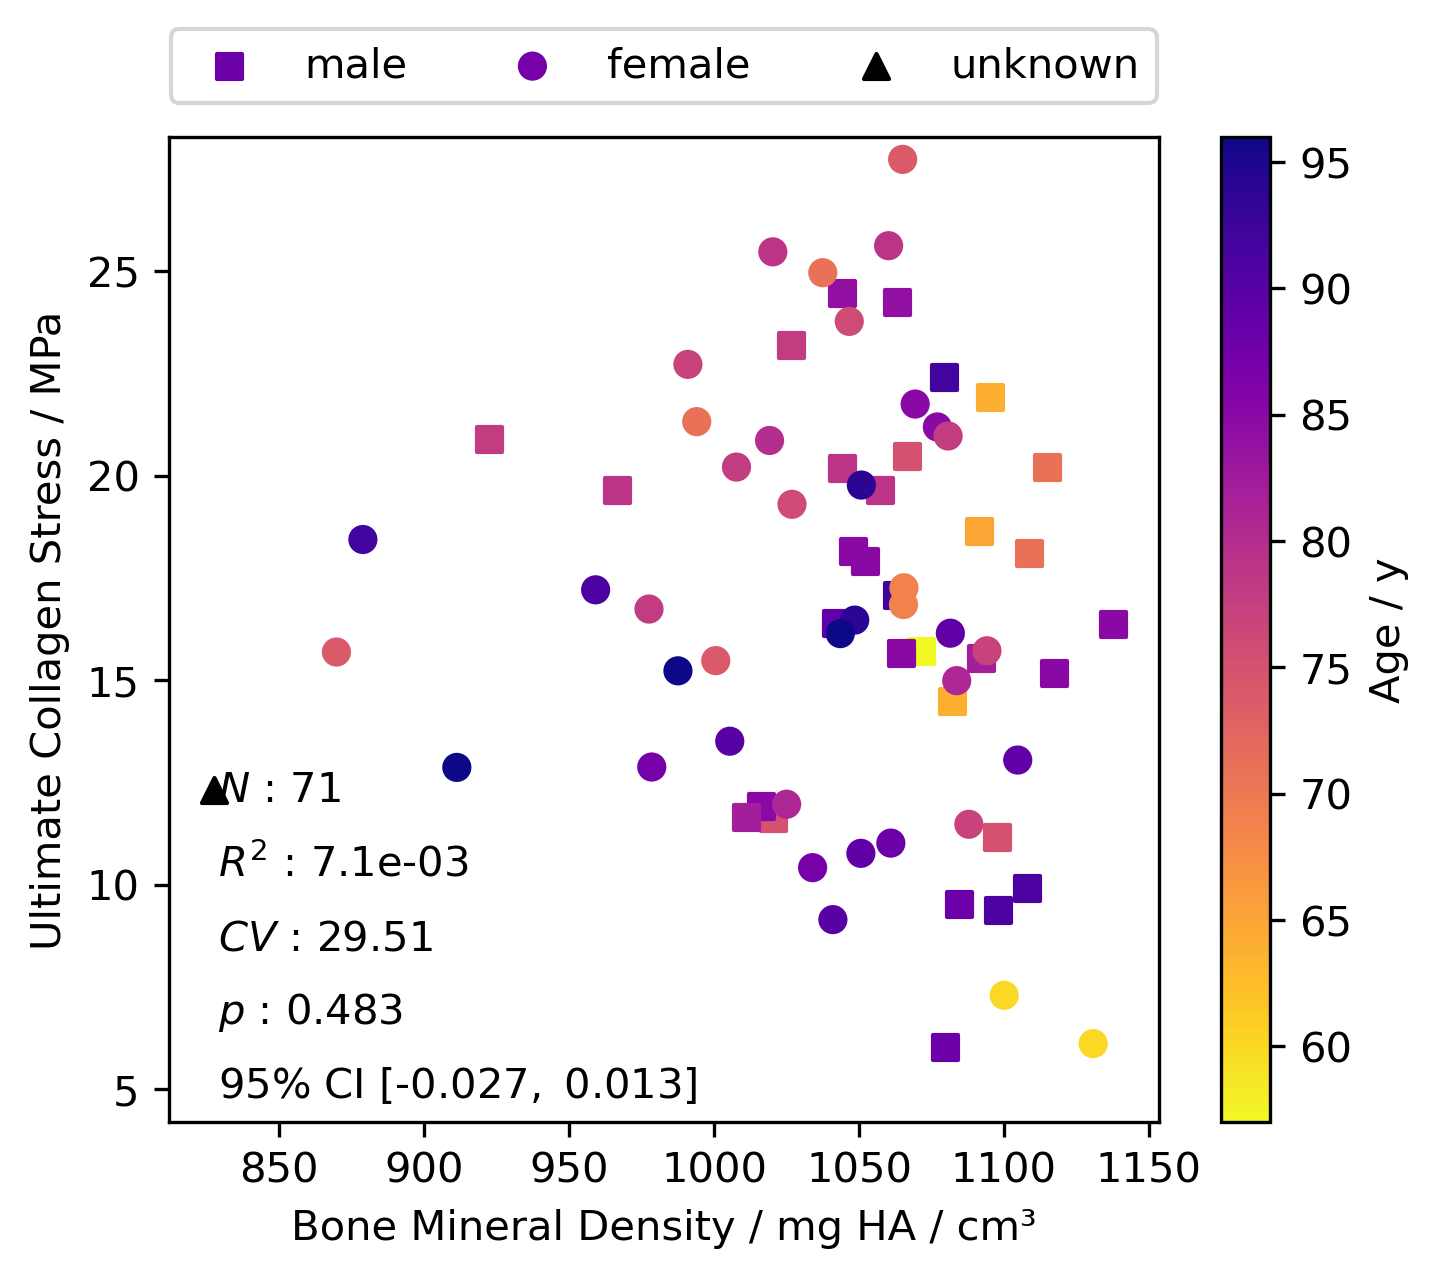 male female unknown
25
20
15
10
5
Ultimate Collagen Stress / MPa
N : 71
R² : 7.1e-03
CV : 29.51
p : 0.483
95% CI [-0.027, 0.013]
850 900 950 1000 1050 1100 1150
Bone Mineral Density / mg HA / cm³
95
90
85
80
75
70
65
60
Age / y